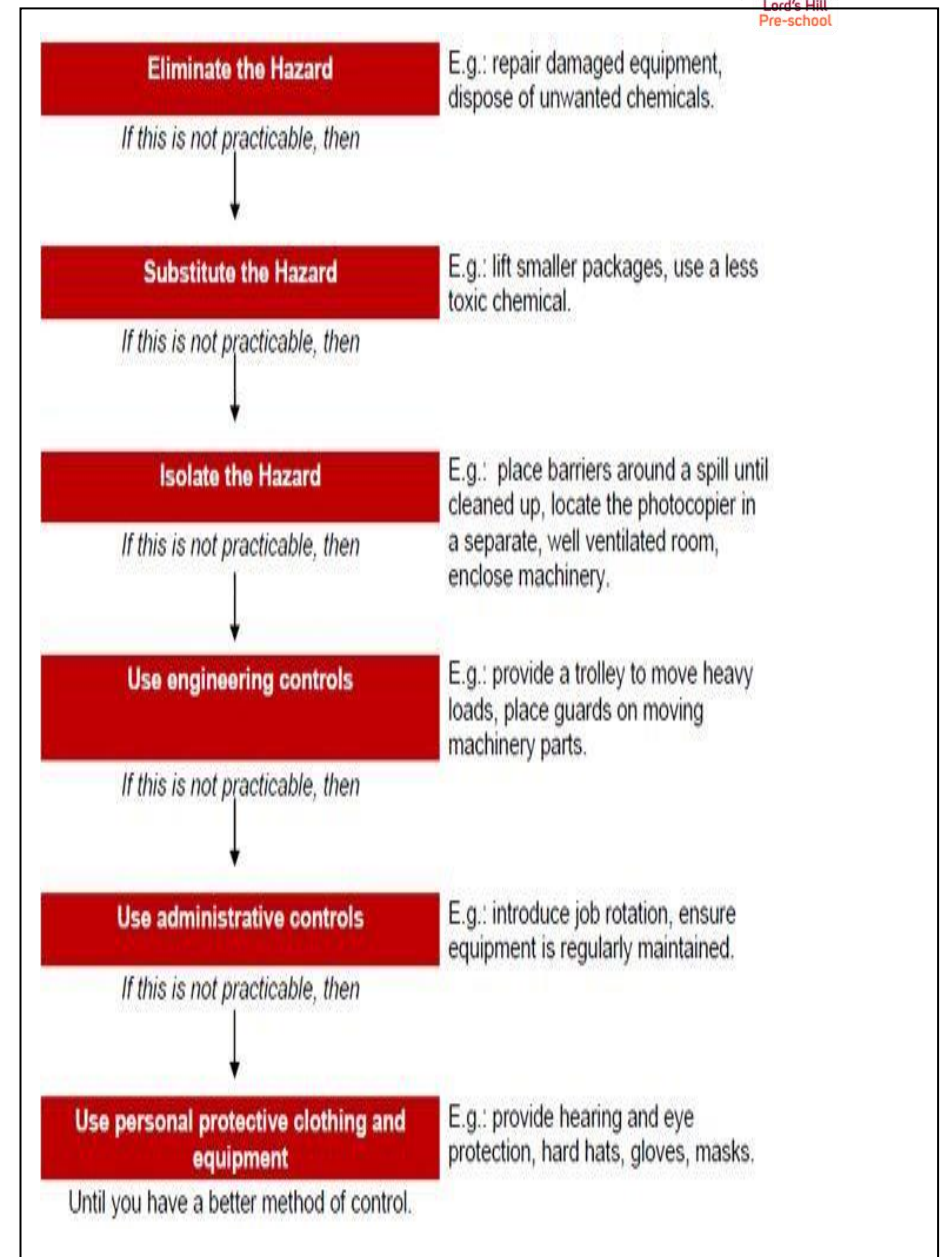 Lord's Hill
Pre-school
Eliminate the Hazard
E.g.: repair damaged equipment,
dispose of unwanted chemicals.
If this is not practicable, then
Substitute the Hazard
E.g.: lift smaller packages, use a less
toxic chemical.
If this is not practicable, then
Isolate the Hazard
E.g.: place barriers around a spill until
cleaned up, locate the photocopier in
a separate, well ventilated room,
enclose machinery.
If this is not practicable, then
Use engineering controls
E.g.: provide a trolley to move heavy
loads, place guards on moving
machinery parts.
If this is not practicable, then
Use administrative controls
E.g.: introduce job rotation, ensure
equipment is regularly maintained.
If this is not practicable, then
Use personal protective clothing and
equipment
E.g.: provide hearing and eye
protection, hard hats, gloves, masks.
Until you have a better method of control.